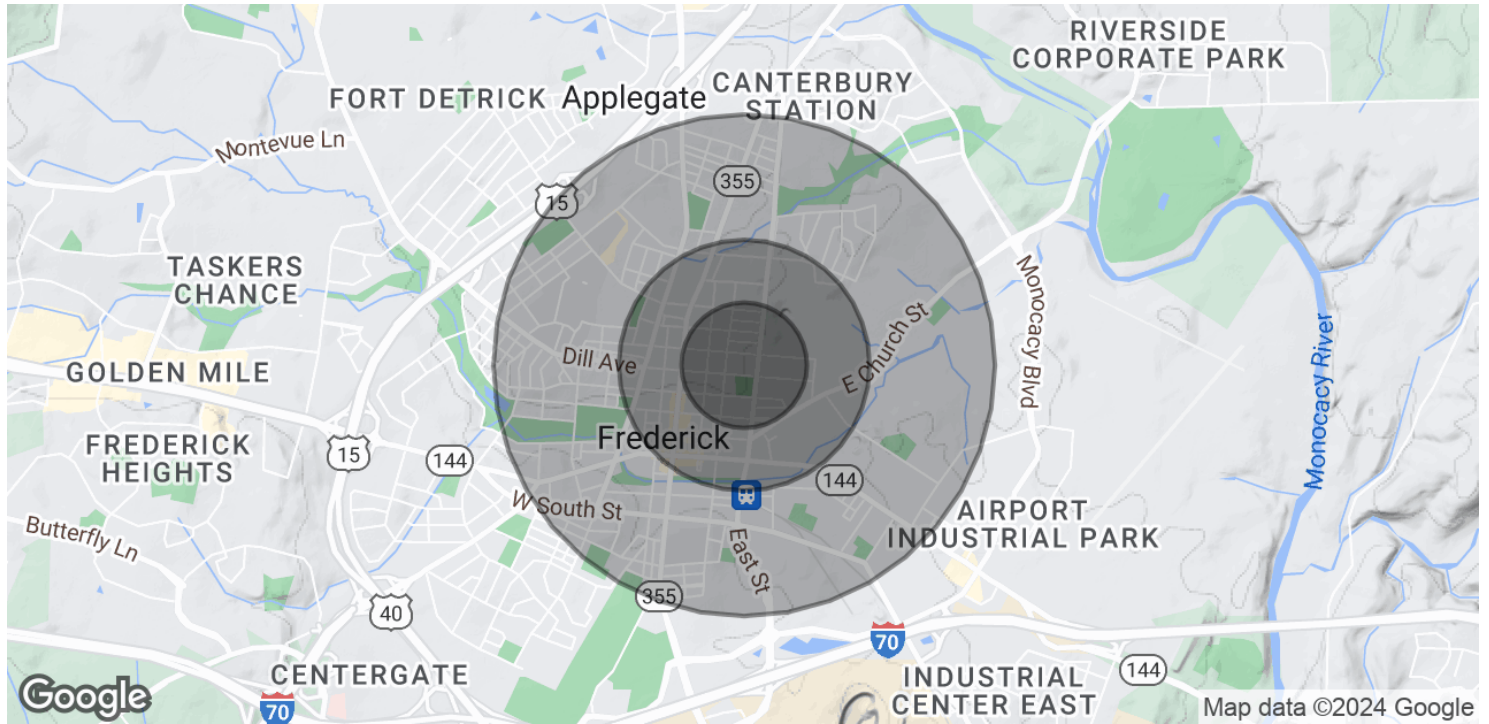 RIVERSIDE
CORPORATE PARK
CANTERBURY
STATION
FORT DETRICK
Applegate
Montevue Ln
355
15
TASKERS
CHANCE
Monocacy Blvd
Monocacy River
E Church St
Dill Ave
GOLDEN MILE
Frederick
FREDERICK
HEIGHTS
15
144
144
W South St
AIRPORT
INDUSTRIAL PARK
Butterfly Ln
East St
355
40
70
CENTERGATE
INDUSTRIAL
CENTER EAST
144
70
Google
Map data ©2024 Google